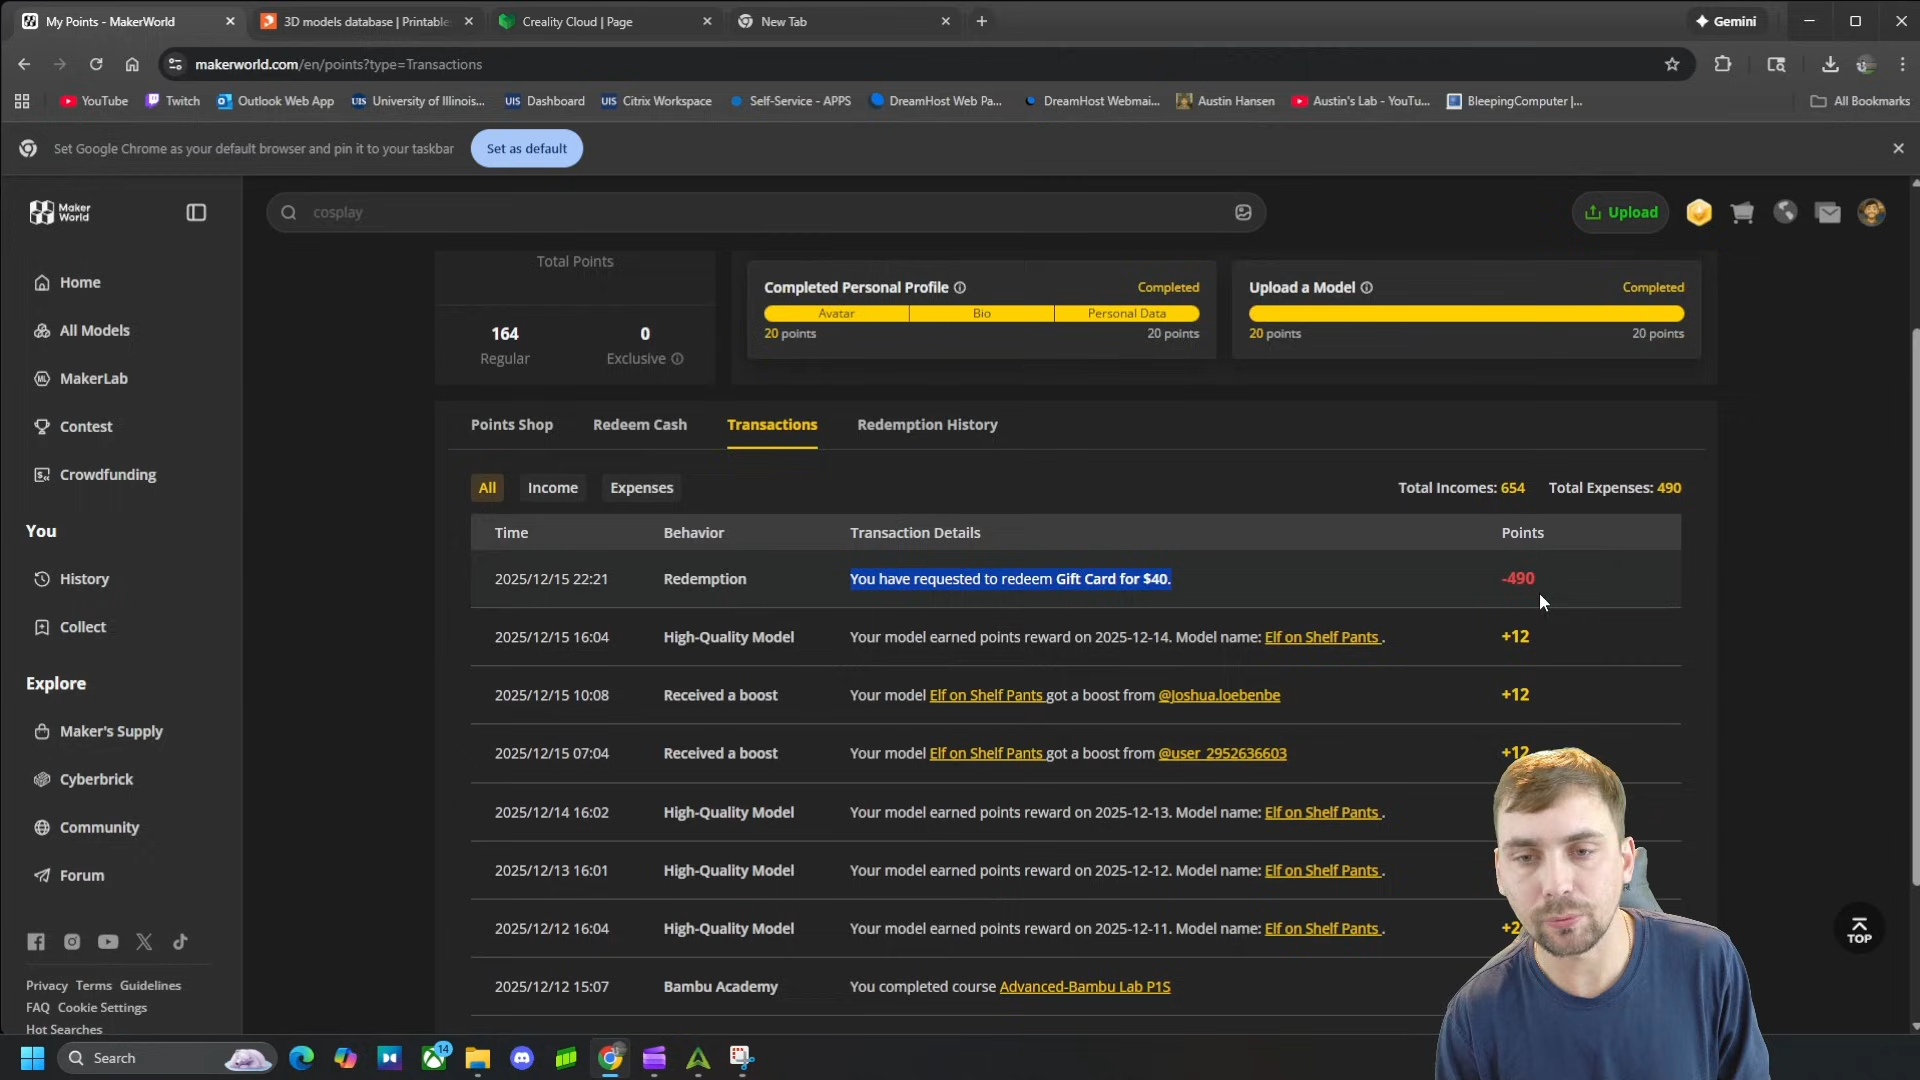 My Points - MakerWorld
3D models database | Printable
Creality Cloud | Page
New Tab
Gemini
makerworld.com/en/points?type=Transactions
YouTube
Twitch
Outlook Web App
UIS University of Illinois...
UIS Dashboard
UIS Citrix Workspace
Self-Service - APPS
DreamHost Web Pa...
DreamHost Webmai...
Austin Hansen
Austin's Lab - YouTu...
BleepingComputer |...
All Bookmarks
Set Google Chrome as your default browser and pin it to your taskbar
Set as default
Maker
World
cosplay
Upload
Home
All Models
MakerLab
Contest
Crowdfunding
You
History
Collect
Explore
Maker's Supply
Cyberbrick
Community
Forum
Privacy Terms Guidelines
FAQ Cookie Settings
Hot Searches
Total Points
164
Regular
0
Exclusive
Completed Personal Profile
Completed
Avatar
Bio
Personal Data
20 points
20 points
Upload a Model
Completed
20 points
20 points
Points Shop
Redeem Cash
Transactions
Redemption History
All
Income
Expenses
Total Incomes: 654
Total Expenses: 490
Time
Behavior
Transaction Details
Points
2025/12/15 22:21
Redemption
You have requested to redeem Gift Card for $40.
-490
2025/12/15 16:04
High-Quality Model
Your model earned points reward on 2025-12-14. Model name: Elf on Shelf Pants .
+12
2025/12/15 10:08
Received a boost
Your model Elf on Shelf Pants got a boost from @Joshua.loebenbe
+12
2025/12/15 07:04
Received a boost
Your model Elf on Shelf Pants got a boost from @user_2952636603
+12
2025/12/14 16:02
High-Quality Model
Your model earned points reward on 2025-12-13. Model name: Elf on Shelf Pants .
2025/12/13 16:01
High-Quality Model
Your model earned points reward on 2025-12-12. Model name: Elf on Shelf Pants .
2025/12/12 16:04
High-Quality Model
Your model earned points reward on 2025-12-11. Model name: Elf on Shelf Pants .
2025/12/12 15:07
Bambu Academy
You completed course Advanced-Bambu Lab P1S
TOP
Search
14